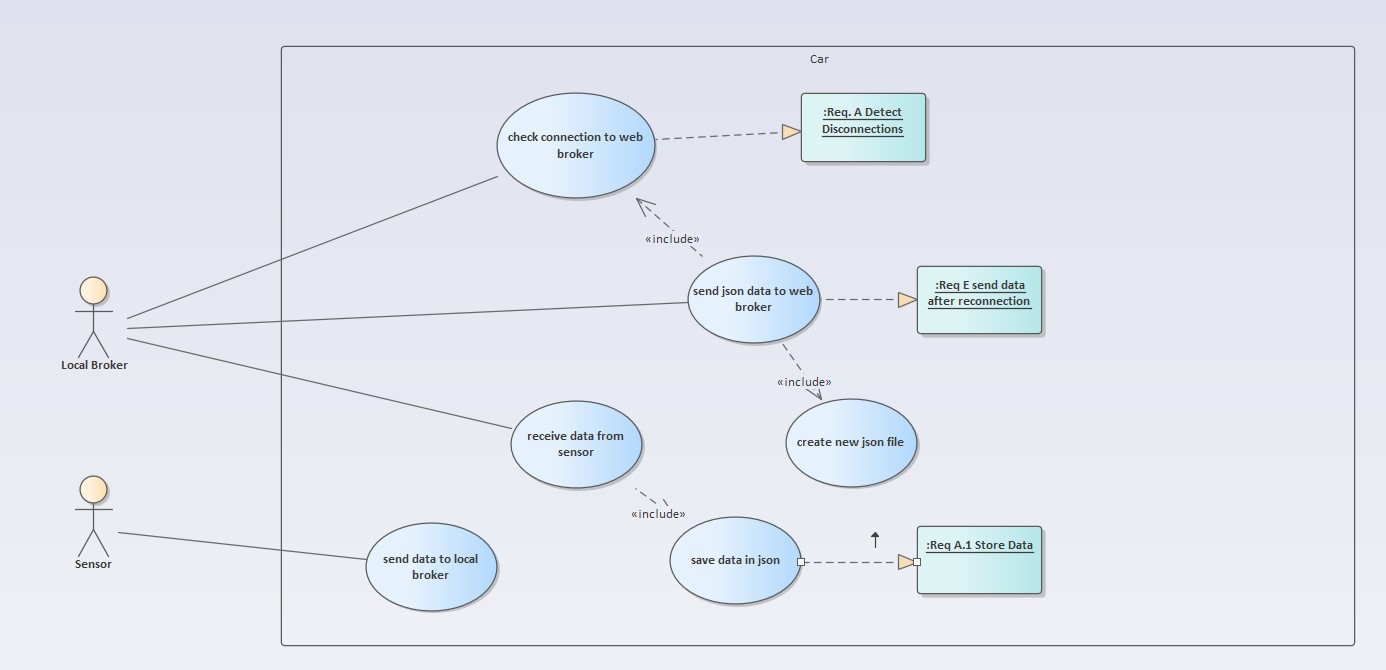 Car
check connection to web
broker
:Req. A Detect
Disconnections
«include»
send json data to web
broker
:Req E send data
after reconnection
Local Broker
«include»
receive data from
sensor
create new json file
«include»
Sensor
send data to local
broker
save data in json
:Req A.1 Store Data